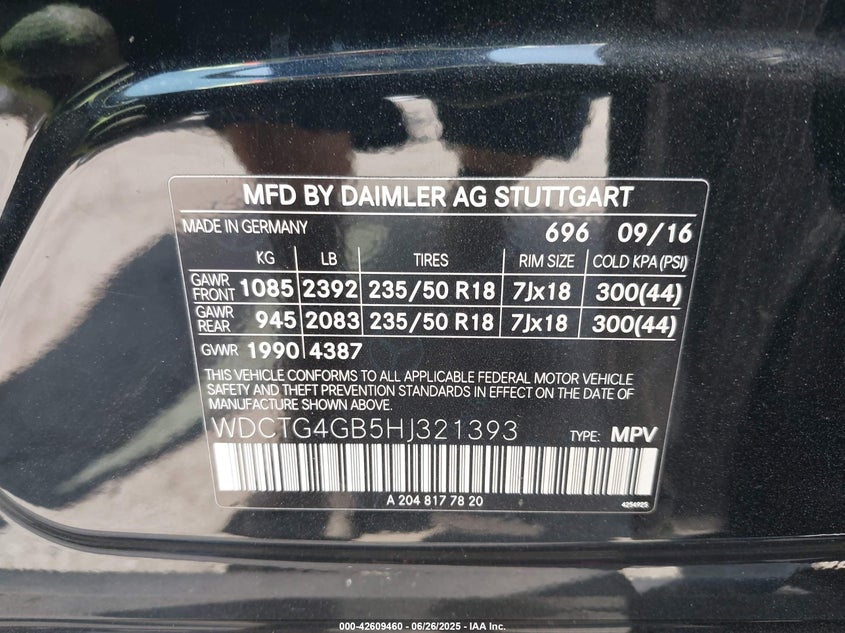 MFD BY DAIMLER AG STUTTGART
MADE IN GERMANY 696 09/16
KG LB TIRES RIM SIZE COLD KPA (PSI)
GAWR FRONT 1085 2392 235/50 R18 7Jx18 300(44)
GAWR REAR 945 2083 235/50 R18 7Jx18 300(44)
GVWR 1990 4387
THIS VEHICLE CONFORMS TO ALL APPLICABLE FEDERAL MOTOR VEHICLE
SAFETY AND THEFT PREVENTION STANDARDS IN EFFECT ON THE DATE OF
MANUFACTURE SHOWN ABOVE.
WDCTG4GB5HJ321393 TYPE: MPV
A 204 817 78 20 4254925
000-42609460 - 06/26/2025 - IAA Inc.